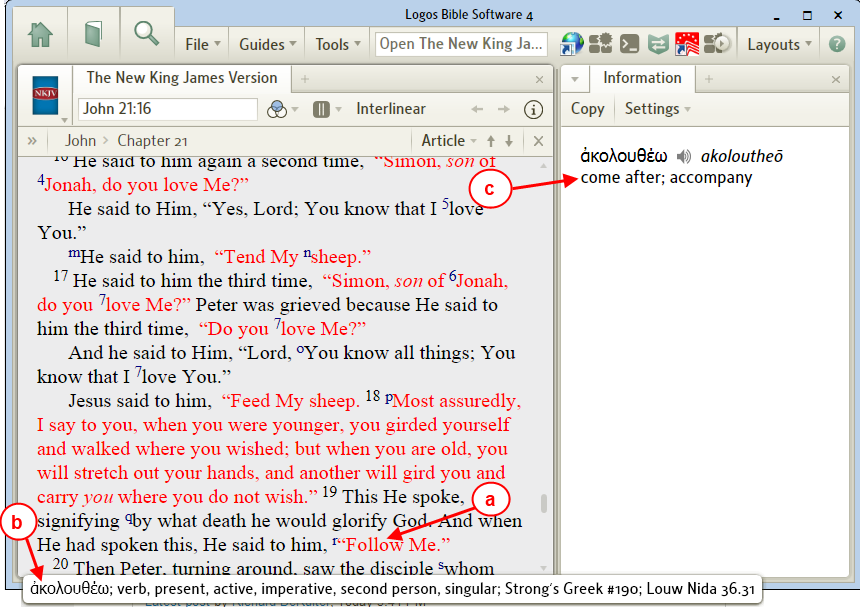 Logos Bible Software 4
File Guides Tools Open The New King Ja... Layouts
The New King James Version
NKJV
John 21:16 Interlinear
» John > Chapter 21 Article
16 He said to him again a second time, “Simon, son of
4Jonah, do you love Me?”
He said to Him, “Yes, Lord; You know that I 5love
You.”
mHe said to him, “Tend My nsheep.”
17 He said to him the third time, “Simon, son of 6Jonah,
do you 7love Me?” Peter was grieved because He said to
him the third time, “Do you 7love Me?”
And he said to Him, “Lord, oYou know all things; You
know that I 7love You.”
Jesus said to him, “Feed My sheep. 18 pMost assuredly,
I say to you, when you were younger, you girded yourself
and walked where you wished; but when you are old, you
will stretch out your hands, and another will gird you and
carry you where you do not wish.” 19 This He spoke,
signifying qby what death he would glorify God. And when
He had spoken this, He said to him, r“Follow Me.”
20 Then Peter, turning around, saw the disciple swhom
Information
Copy Settings
ἀκολουθέω akoloutheō
come after; accompany
c
a
b
ἀκολουθέω; verb, present, active, imperative, second person, singular; Strong's Greek #190; Louw Nida 36.31